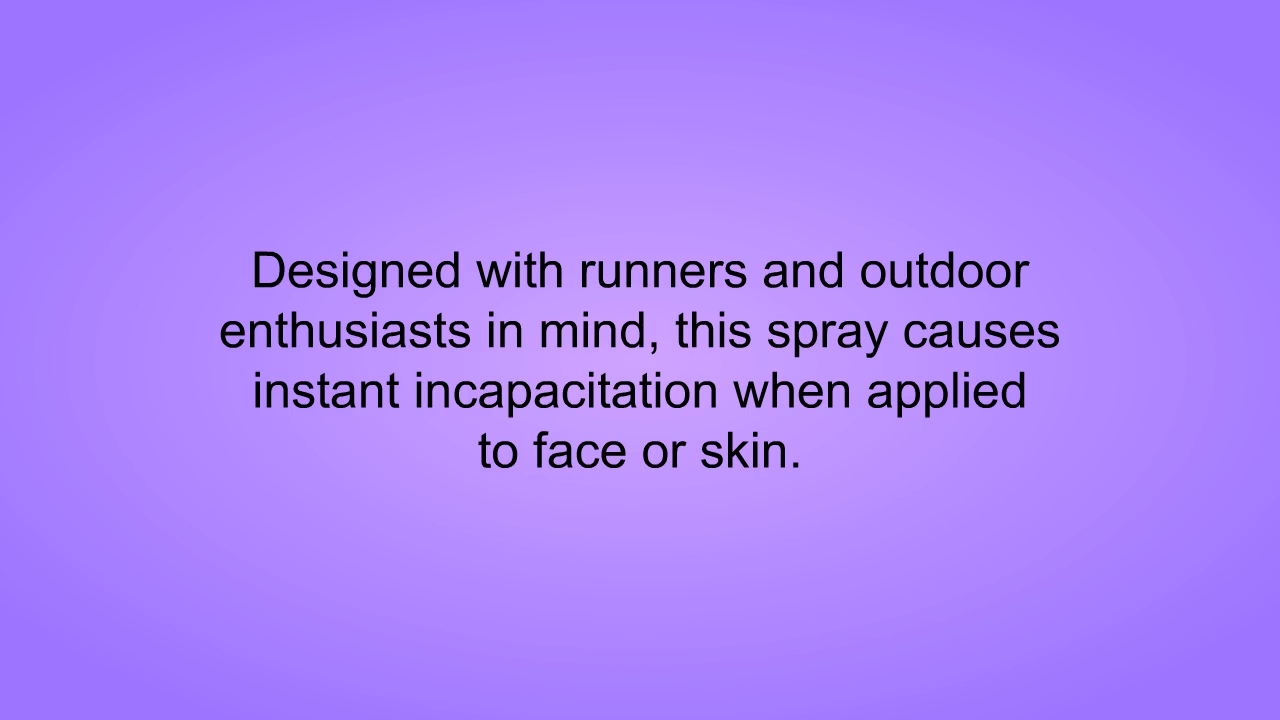 Designed with runners and outdoor
enthusiasts in mind, this spray causes
instant incapacitation when applied
to face or skin.